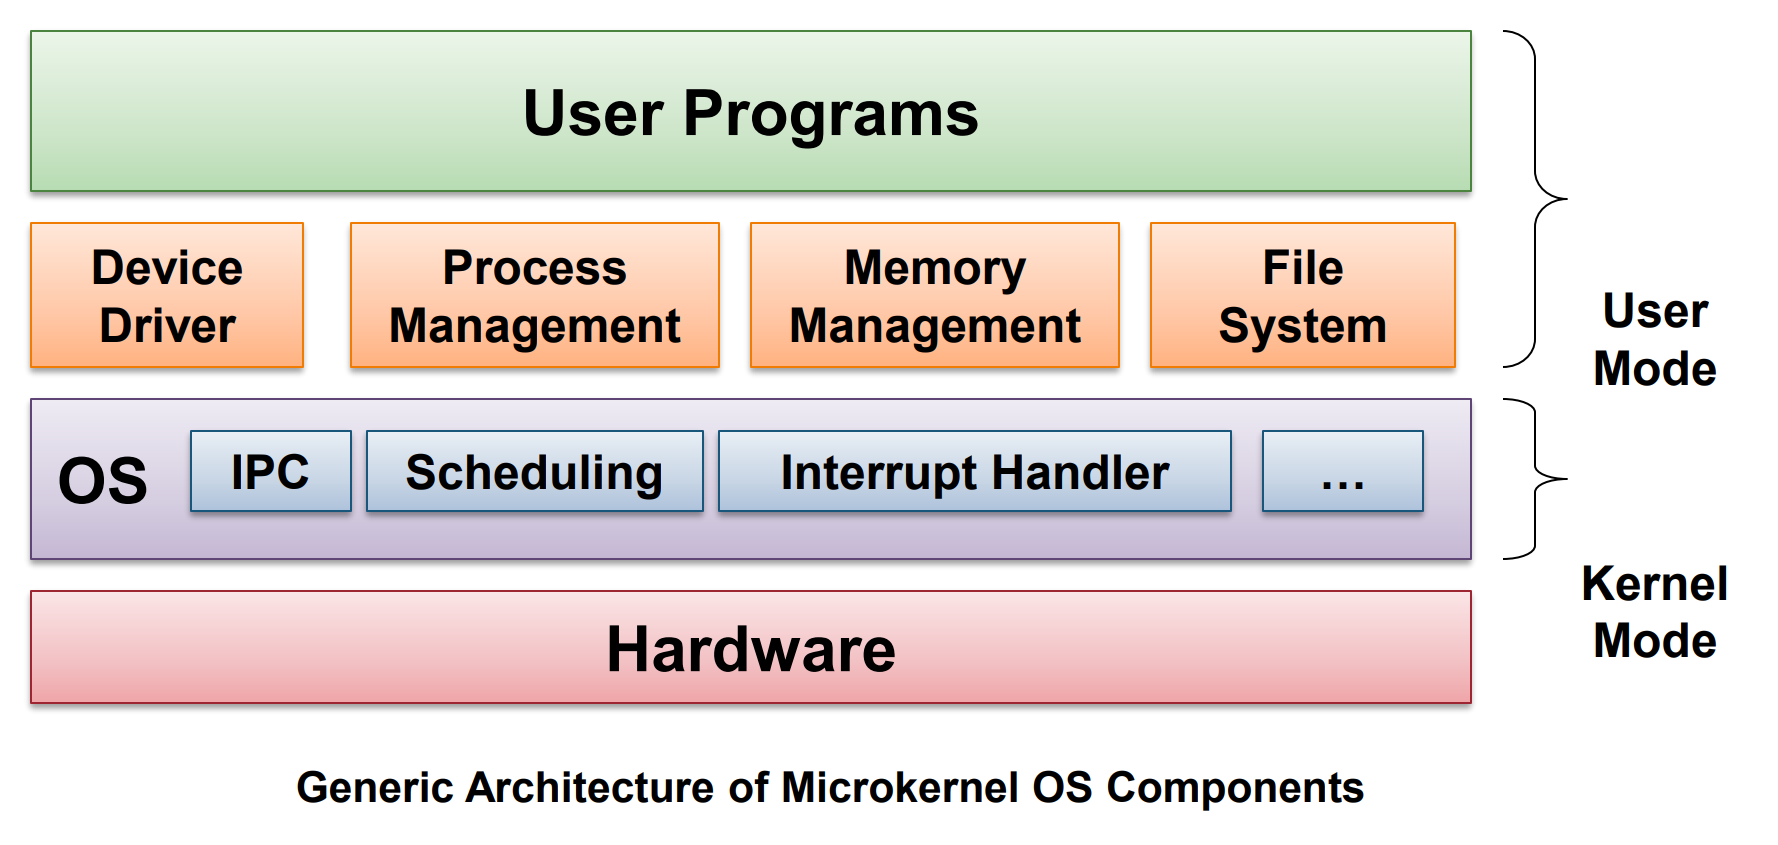 User Programs
Device
Driver
Process
Management
Memory
Management
File
System
User
Mode
OS
IPC
Scheduling
Interrupt Handler
...
Kernel
Mode
Hardware
Generic Architecture of Microkernel OS Components